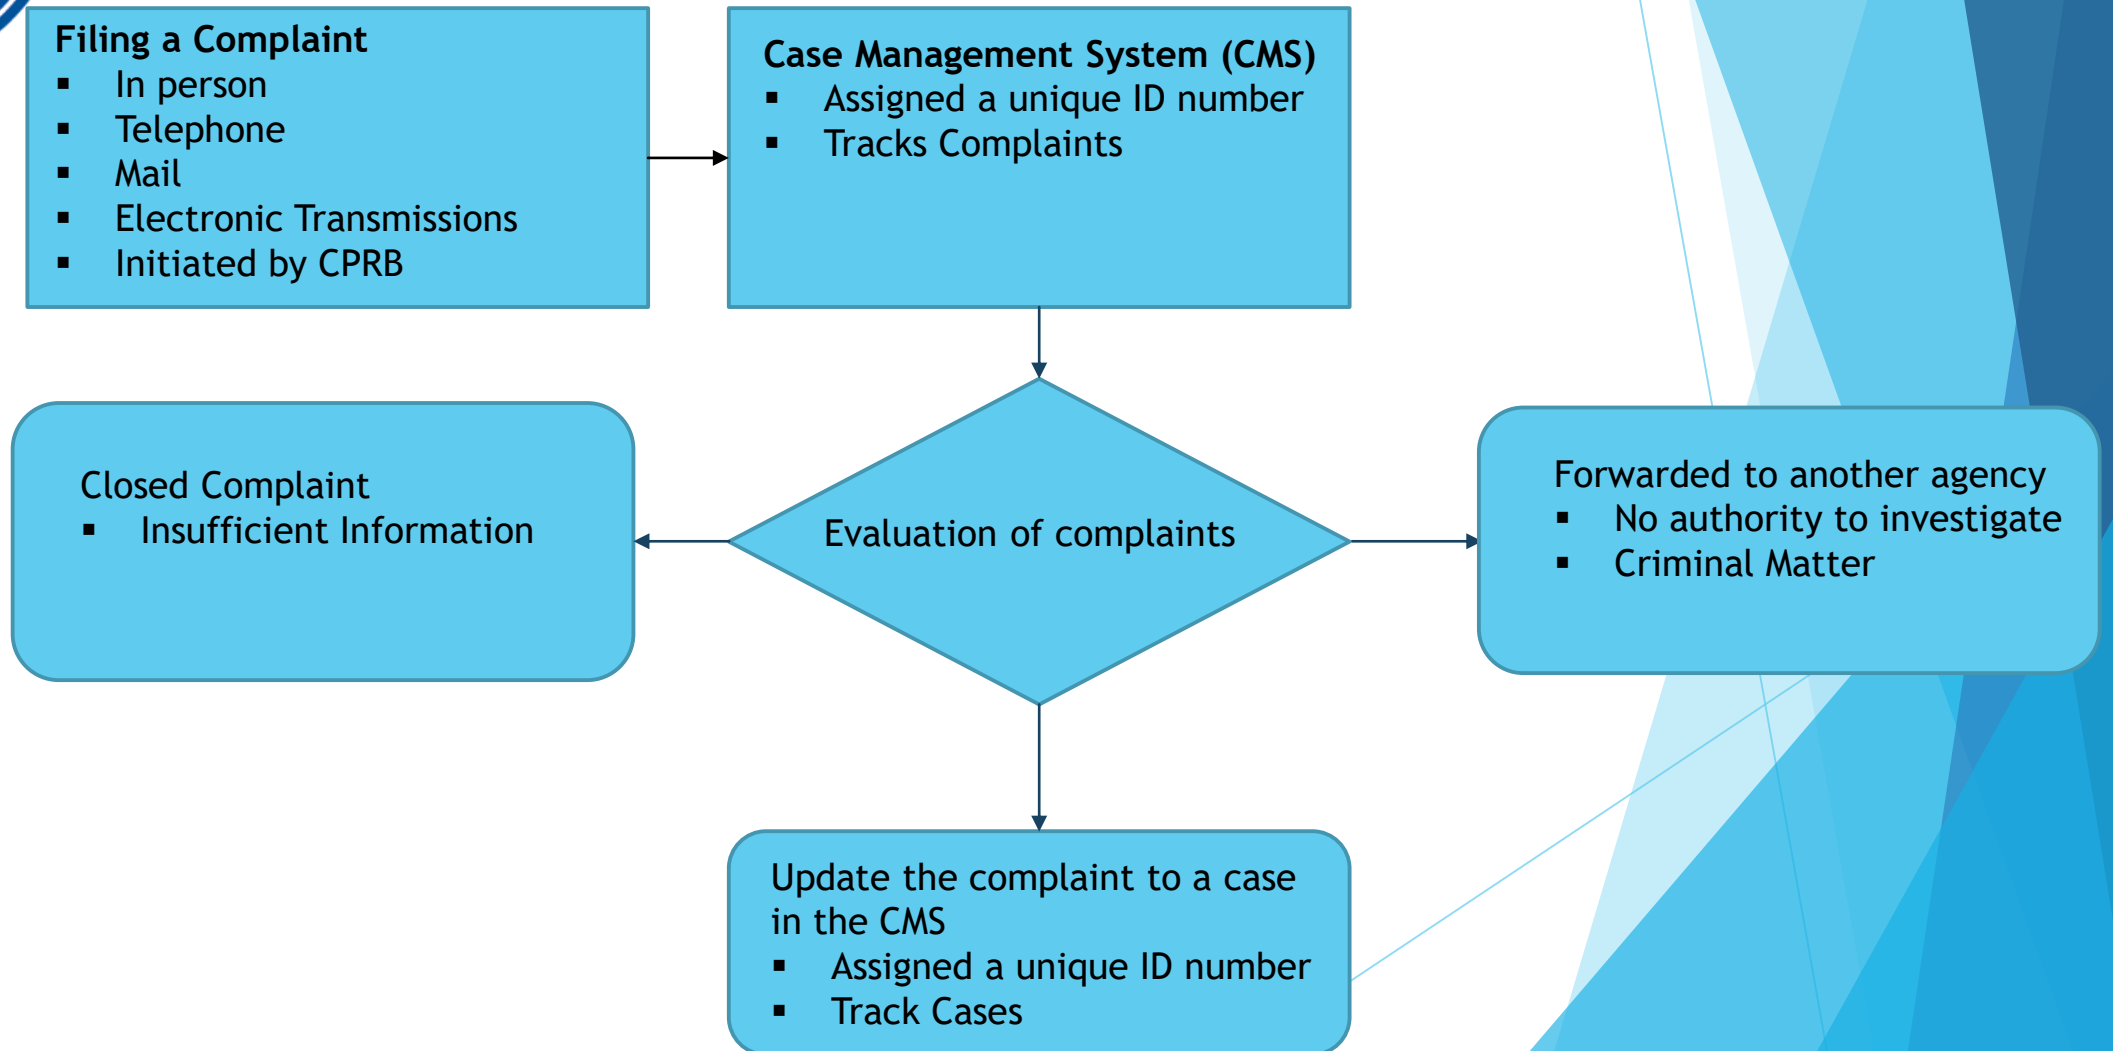 Filing a Complaint
▪ In person
▪ Telephone
▪ Mail
▪ Electronic Transmissions
▪ Initiated by CPRB
Case Management System (CMS)
▪ Assigned a unique ID number
▪ Tracks Complaints
Closed Complaint
▪ Insufficient Information
Evaluation of complaints
Forwarded to another agency
▪ No authority to investigate
▪ Criminal Matter
Update the complaint to a case
in the CMS
▪ Assigned a unique ID number
▪ Track Cases